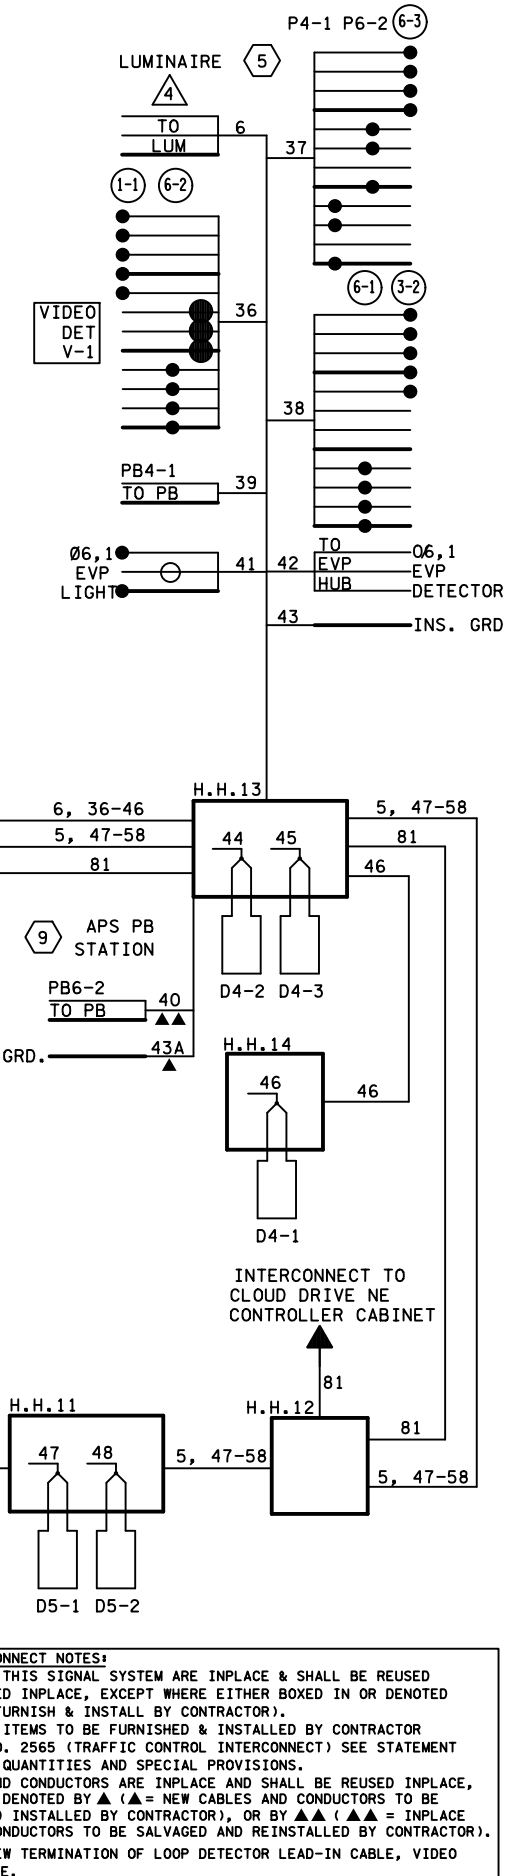 P4-1 P6-2 6-3
LUMINAIRE 5
4
TO
LUM
6
37
1-1 6-2
6-1 3-2
VIDEO
DET
V-1
36
38
PB4-1
TO PB
39
Ø6,1
EVP
LIGHT
41
42
TO
EVP
HUB
Ø6,1
EVP
DETECTOR
43
INS. GRD
H.H.13
6, 36-46
5, 47-58
81
44 45
5, 47-58
81
46
9 APS PB
STATION
D4-2 D4-3
PB6-2
TO PB
40
GRD.
43A
H.H.14
46
46
D4-1
INTERCONNECT TO
CLOUD DRIVE NE
CONTROLLER CABINET
81
H.H.11
H.H.12
47 48
5, 47-58
81
5, 47-58
D5-1 D5-2
ONNECT NOTES:
THIS SIGNAL SYSTEM ARE INPLACE & SHALL BE REUSED
ED INPLACE, EXCEPT WHERE EITHER BOXED IN OR DENOTED
FURNISH & INSTALL BY CONTRACTOR).
ITEMS TO BE FURNISHED & INSTALLED BY CONTRACTOR
O. 2565 (TRAFFIC CONTROL INTERCONNECT) SEE STATEMENT
QUANTITIES AND SPECIAL PROVISIONS.
ND CONDUCTORS ARE INPLACE AND SHALL BE REUSED INPLACE,
DENOTED BY ▲ (▲= NEW CABLES AND CONDUCTORS TO BE
D INSTALLED BY CONTRACTOR), OR BY ▲▲ ( ▲▲ = INPLACE
ONDUCTORS TO BE SALVAGED AND REINSTALLED BY CONTRACTOR).
EW TERMINATION OF LOOP DETECTOR LEAD-IN CABLE, VIDEO
E.